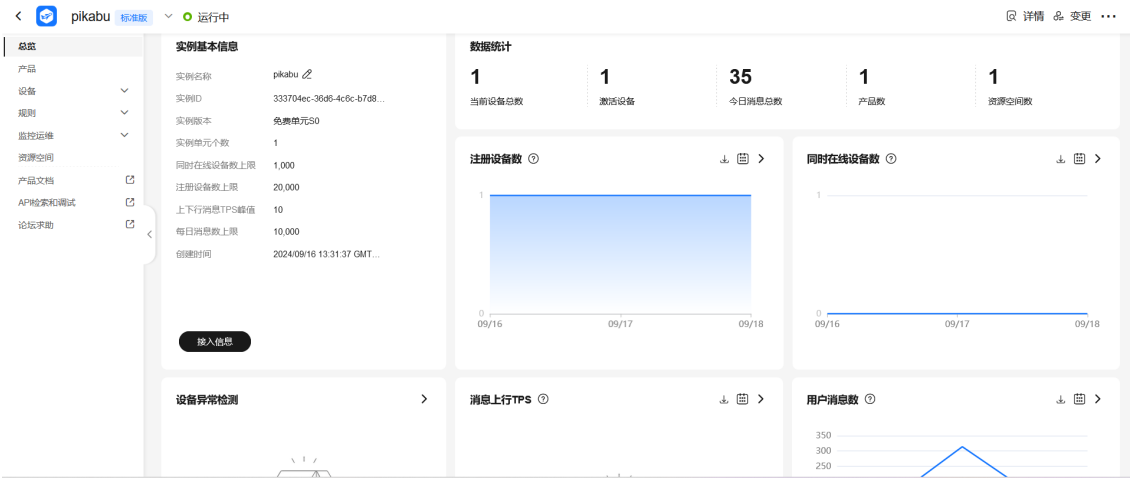 pikabu 标准版 运行中 详情 变更
总览
产品
设备
规则
监控运维
资源空间
产品文档
API检索和调试
论坛求助
实例基本信息
实例名称 pikabu
实例ID 333704ec-36d6-4c6c-b7d8...
实例版本 免费单元S0
实例单元个数 1
同时在线设备数上限 1,000
注册设备数上限 20,000
上下行消息TPS峰值 10
每日消息数上限 10,000
创建时间 2024/09/16 13:31:37 GMT...
接入信息
数据统计
1 1 35 1 1
当前设备总数 激活设备 今日消息总数 产品数 资源空间数
注册设备数
1
0
09/16 09/17 09/18
同时在线设备数
1
0
09/16 09/17 09/18
设备异常检测
消息上行TPS
用户消息数
350
300
250